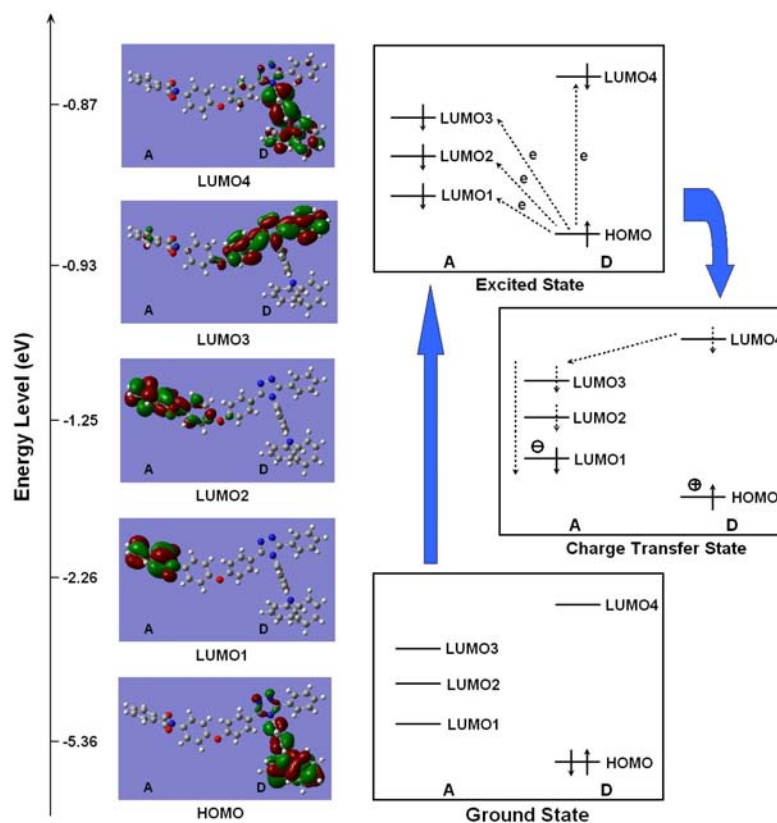 Energy Level (eV)
-0.87
-0.93
-1.25
-2.26
-5.36
A D
LUMO4
A D
LUMO3
A D
LUMO2
A D
LUMO1
A D
HOMO
LUMO4
LUMO3
e
LUMO2
e
e
LUMO1
e
HOMO
A D
Excited State
LUMO4
LUMO3
LUMO2
⊖
LUMO1
⊕
HOMO
A D
Charge Transfer State
LUMO4
LUMO3
LUMO2
LUMO1
HOMO
A D
Ground State